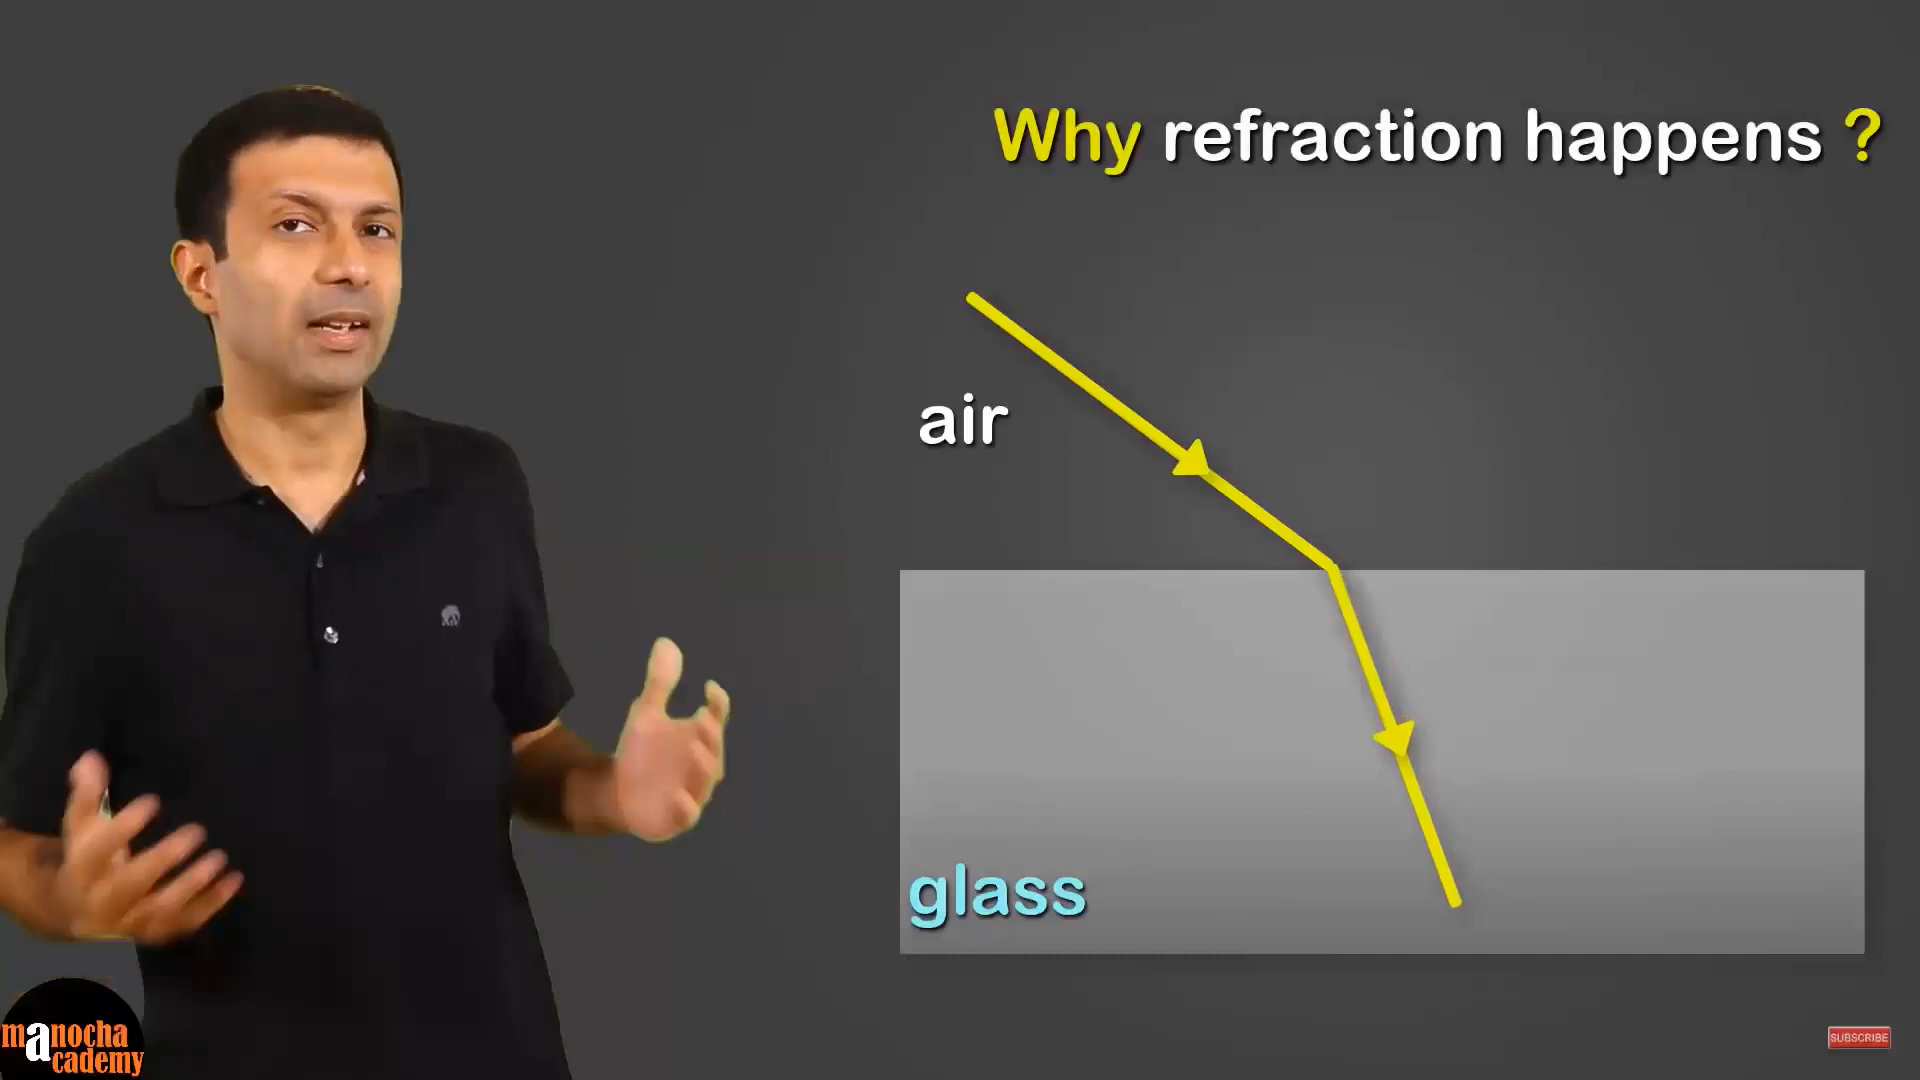 Why refraction happens ?
air
glass
manocha
academy
SUBSCRIBE